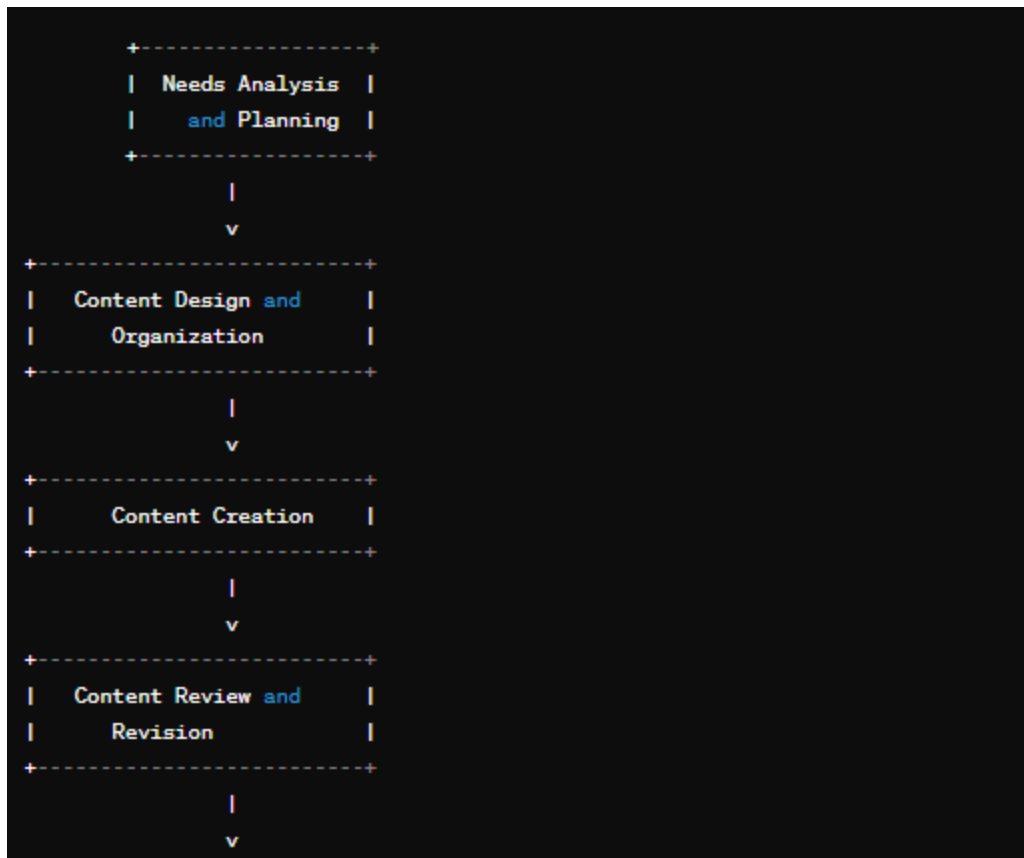 +------------------+
| Needs Analysis |
| and Planning |
+------------------+
|
v
+--------------------------+
| Content Design and |
| Organization |
+--------------------------+
|
v
+--------------------------+
| Content Creation |
+--------------------------+
|
v
+--------------------------+
| Content Review and |
| Revision |
+--------------------------+
|
v